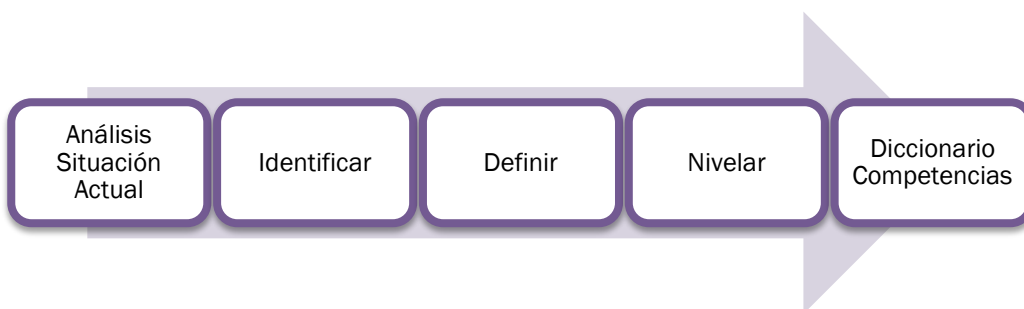 Análisis
Situación
Actual
Identificar
Definir
Nivelar
Diccionario
Competencias